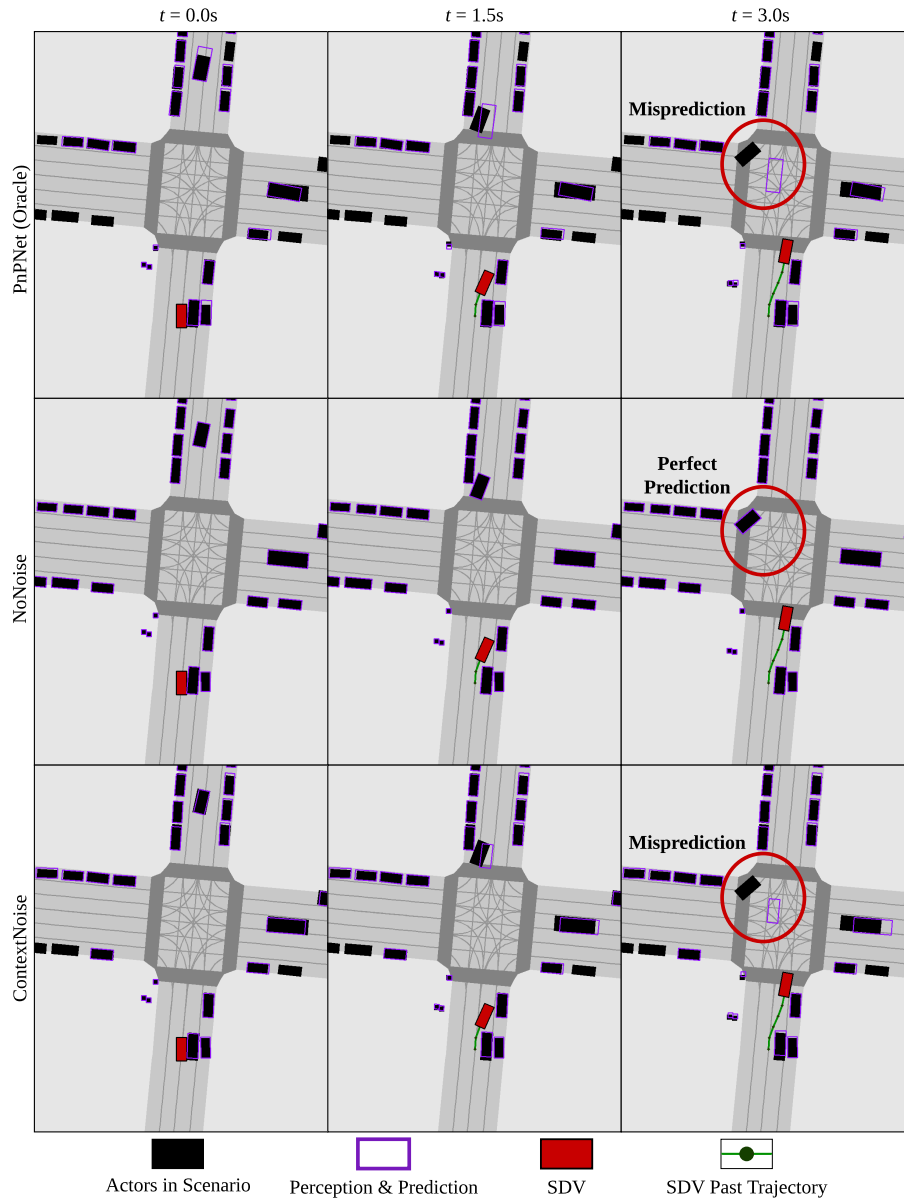 t = 0.0s
t = 1.5s
t = 3.0s
PnPNet (Oracle)
Misprediction
NoNoise
Perfect
Prediction
ContextNoise
Misprediction
Actors in Scenario
Perception & Prediction
SDV
SDV Past Trajectory